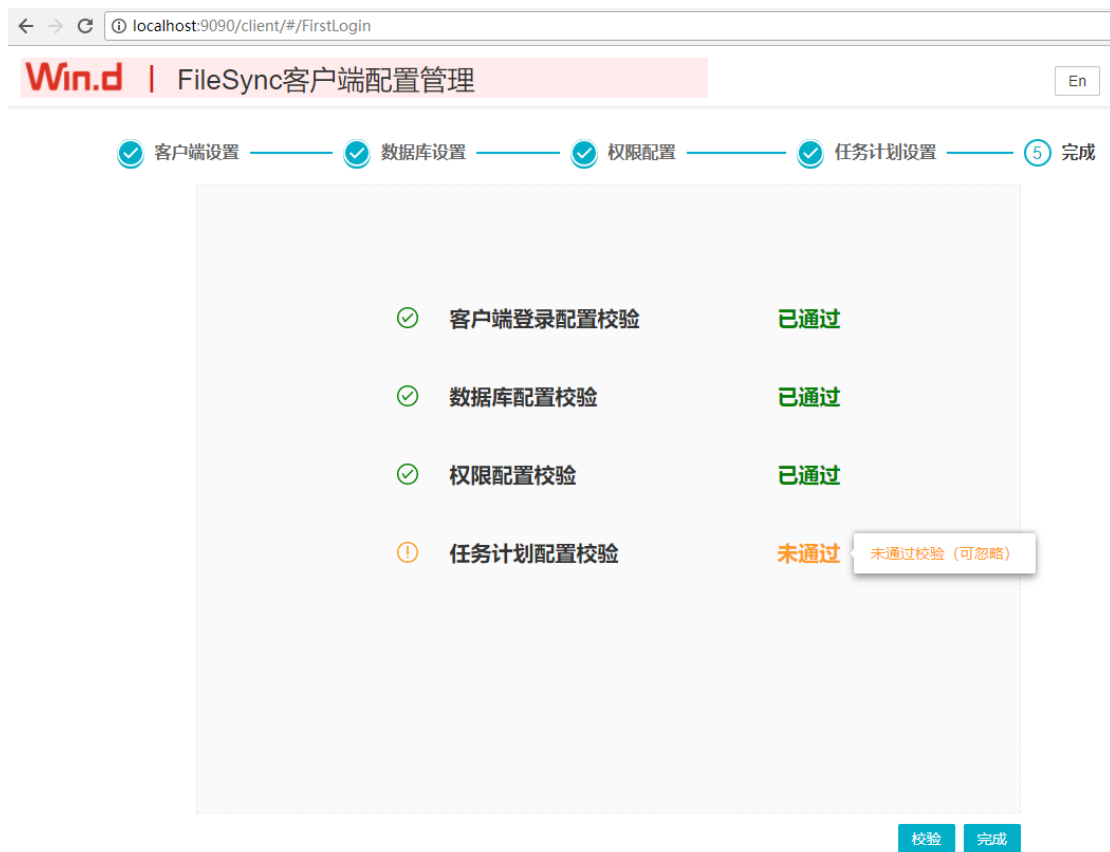 localhost:9090/client/#/FirstLogin
Win.d | FileSync客户端配置管理
En
客户端设置 数据库设置 权限配置 任务计划设置 5 完成
客户端登录配置校验 已通过
数据库配置校验 已通过
权限配置校验 已通过
任务计划配置校验 未通过 未通过校验（可忽略）
校验 完成